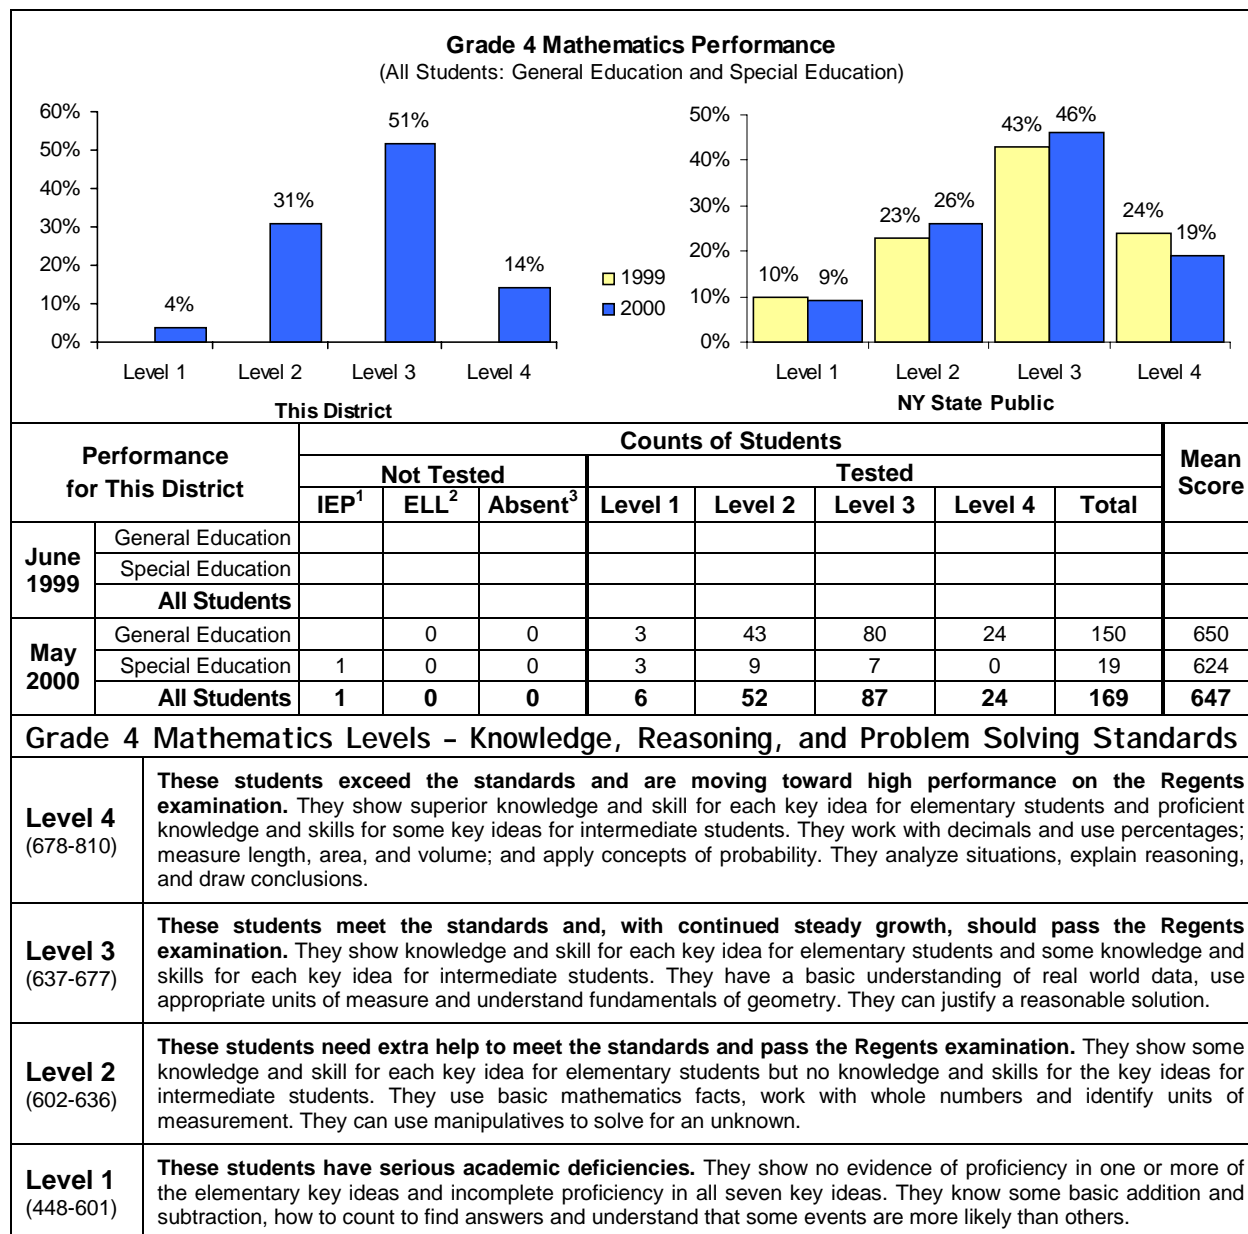 Grade 4 Mathematics Performance
(All Students: General Education and Special Education)
60%
50%
40%
30%
20%
10%
0%
4%
31%
51%
14%
Level 1 Level 2 Level 3 Level 4
This District
1999
2000
50%
40%
30%
20%
10%
0%
10% 9%
23% 26%
43% 46%
24% 19%
Level 1 Level 2 Level 3 Level 4
NY State Public
Performance
for This District
Counts of Students
Mean
Score
Not Tested Tested
IEP1 ELL2 Absent3 Level 1 Level 2 Level 3 Level 4 Total
June
1999
General Education
Special Education
All Students
May
2000
General Education 0 0 3 43 80 24 150 650
Special Education 1 0 0 3 9 7 0 19 624
All Students 1 0 0 6 52 87 24 169 647
Grade 4 Mathematics Levels – Knowledge, Reasoning, and Problem Solving Standards
Level 4
(678-810)
These students exceed the standards and are moving toward high performance on the Regents
examination. They show superior knowledge and skill for each key idea for elementary students and proficient
knowledge and skills for some key ideas for intermediate students. They work with decimals and use percentages;
measure length, area, and volume; and apply concepts of probability. They analyze situations, explain reasoning,
and draw conclusions.
Level 3
(637-677)
These students meet the standards and, with continued steady growth, should pass the Regents
examination. They show knowledge and skill for each key idea for elementary students and some knowledge and
skills for each key idea for intermediate students. They have a basic understanding of real world data, use
appropriate units of measure and understand fundamentals of geometry. They can justify a reasonable solution.
Level 2
(602-636)
These students need extra help to meet the standards and pass the Regents examination. They show some
knowledge and skill for each key idea for elementary students but no knowledge and skills for the key ideas for
intermediate students. They use basic mathematics facts, work with whole numbers and identify units of
measurement. They can use manipulatives to solve for an unknown.
Level 1
(448-601)
These students have serious academic deficiencies. They show no evidence of proficiency in one or more of
the elementary key ideas and incomplete proficiency in all seven key ideas. They know some basic addition and
subtraction, how to count to find answers and understand that some events are more likely than others.